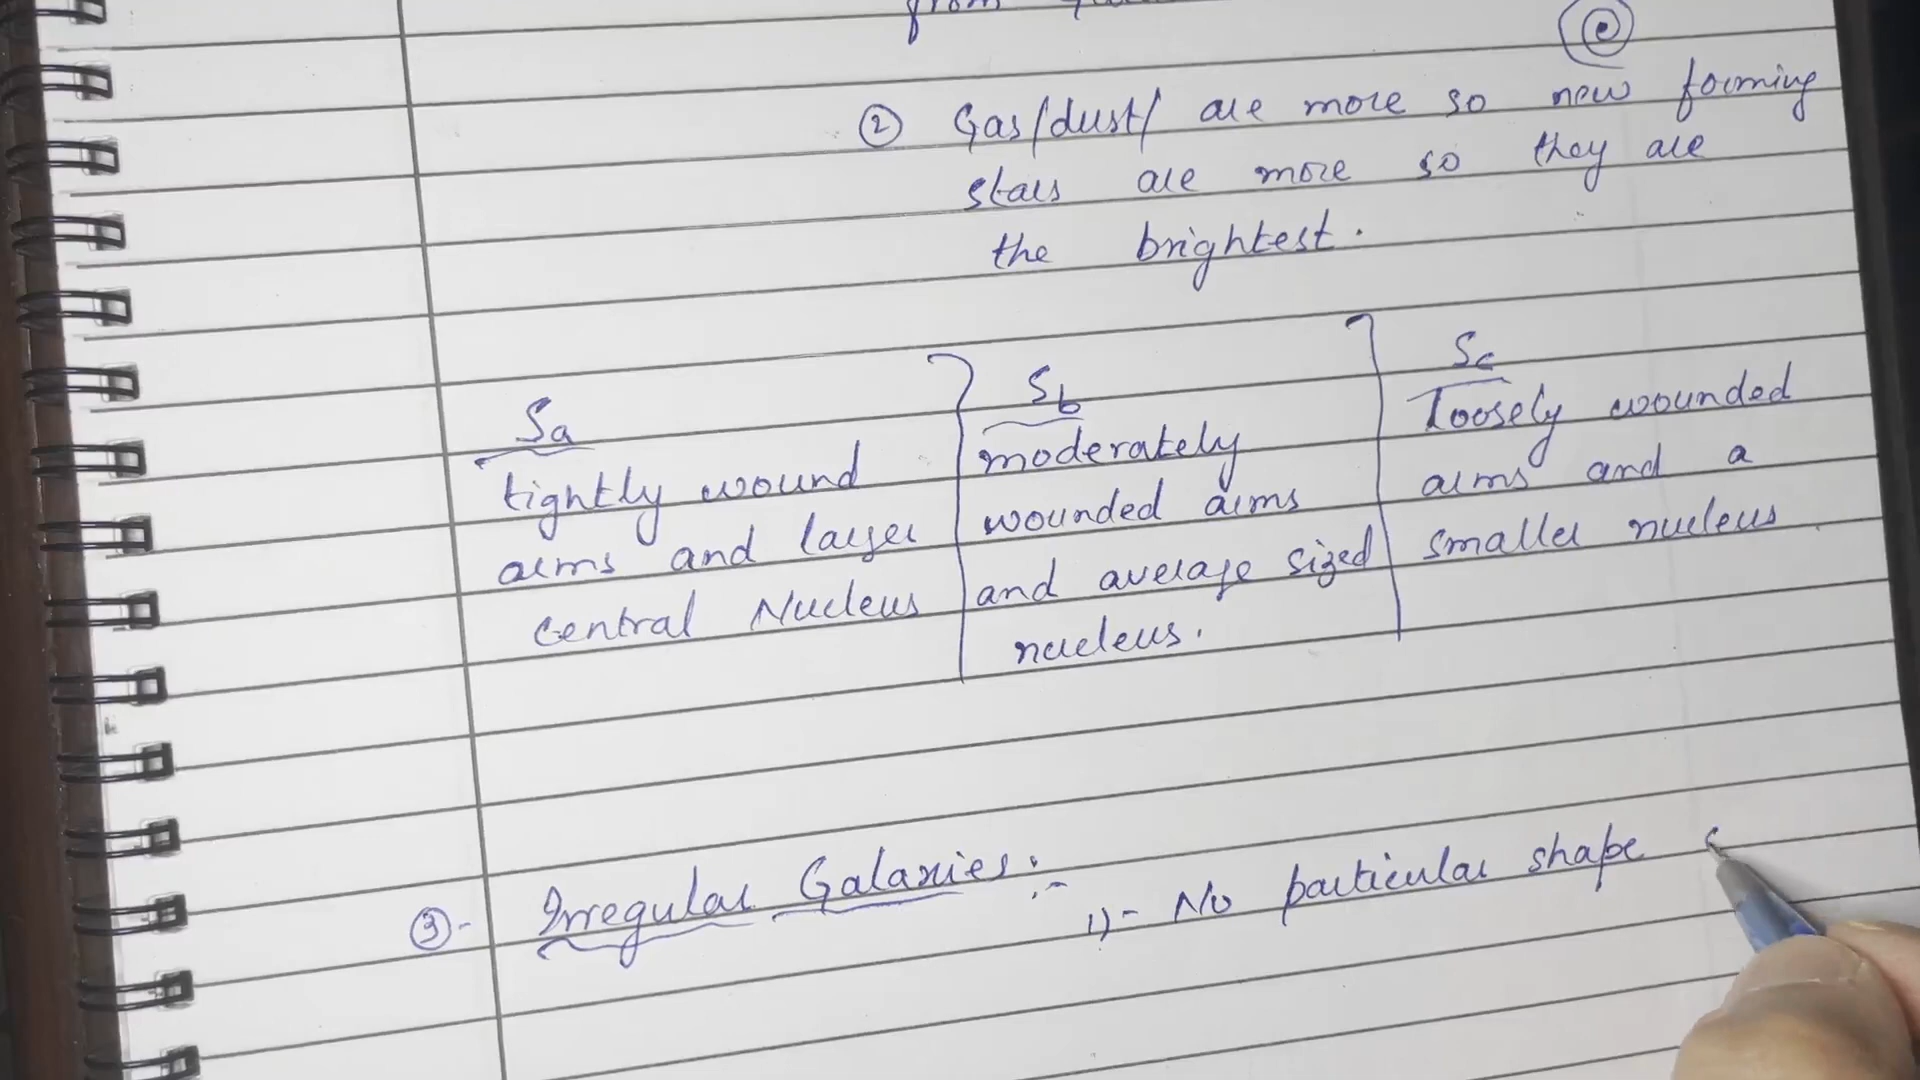 from
② Gas/dust/ are more so new forming
stars are more so they are
the brightest.
Sa
tightly wound
arms and larger
central Nucleus
Sb
moderately
wounded arms
and average sized
nucleus.
Sc
Loosely wounded
arms and a
smaller nucleus
③- Irregular Galaxies:-
1)- No particular shape